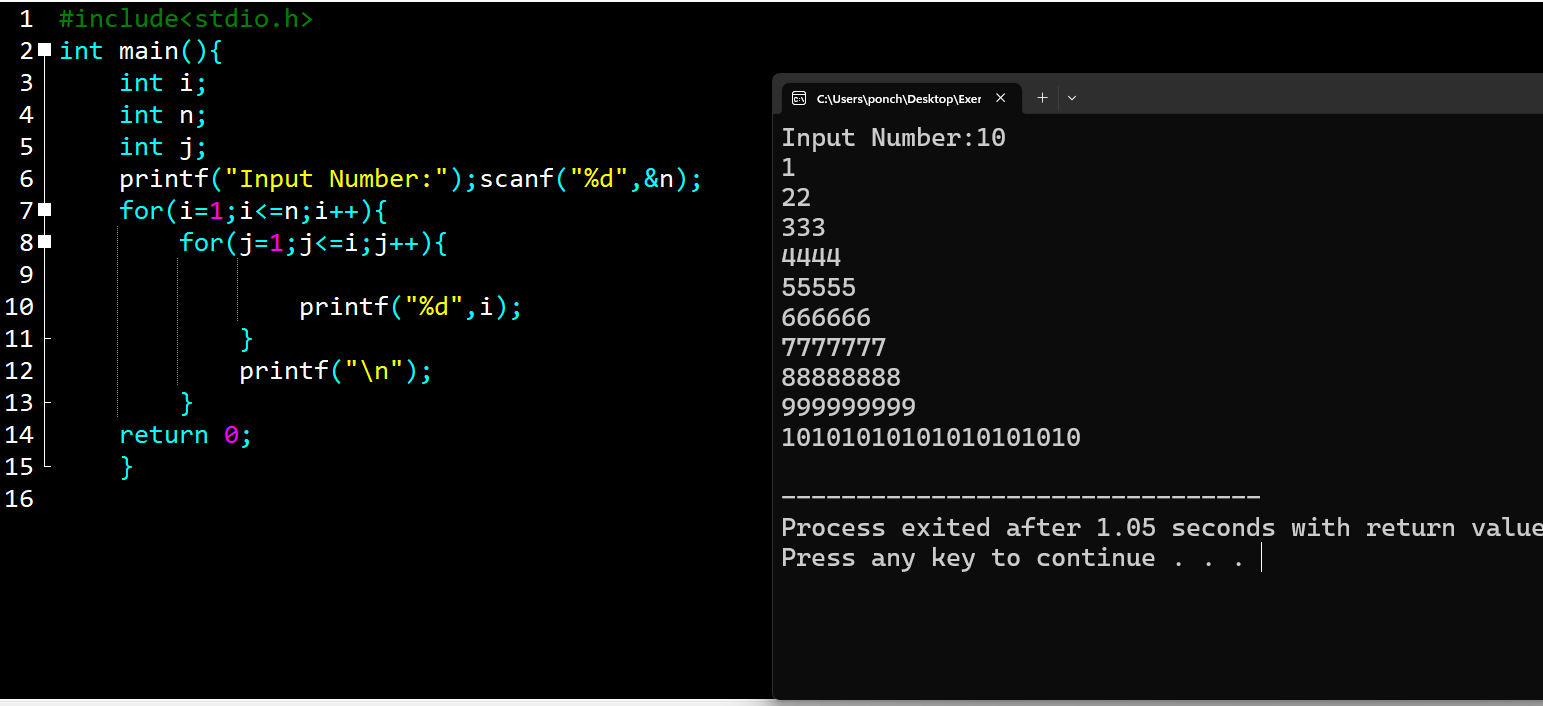 1 #include<stdio.h>
2 int main(){
3 int i;
4 int n;
5 int j;
6 printf("Input Number:");scanf("%d",&n);
7 for(i=1;i<=n;i++){
8 for(j=1;j<=i;j++){
9
10 printf("%d",i);
11 }
12 printf("\n");
13 }
14 return 0;
15 }
16
C:\Users\ponch\Desktop\Exer
Input Number:10
1
22
333
4444
55555
666666
7777777
88888888
999999999
10101010101010101010
--------------------------------
Process exited after 1.05 seconds with return value
Press any key to continue . . .